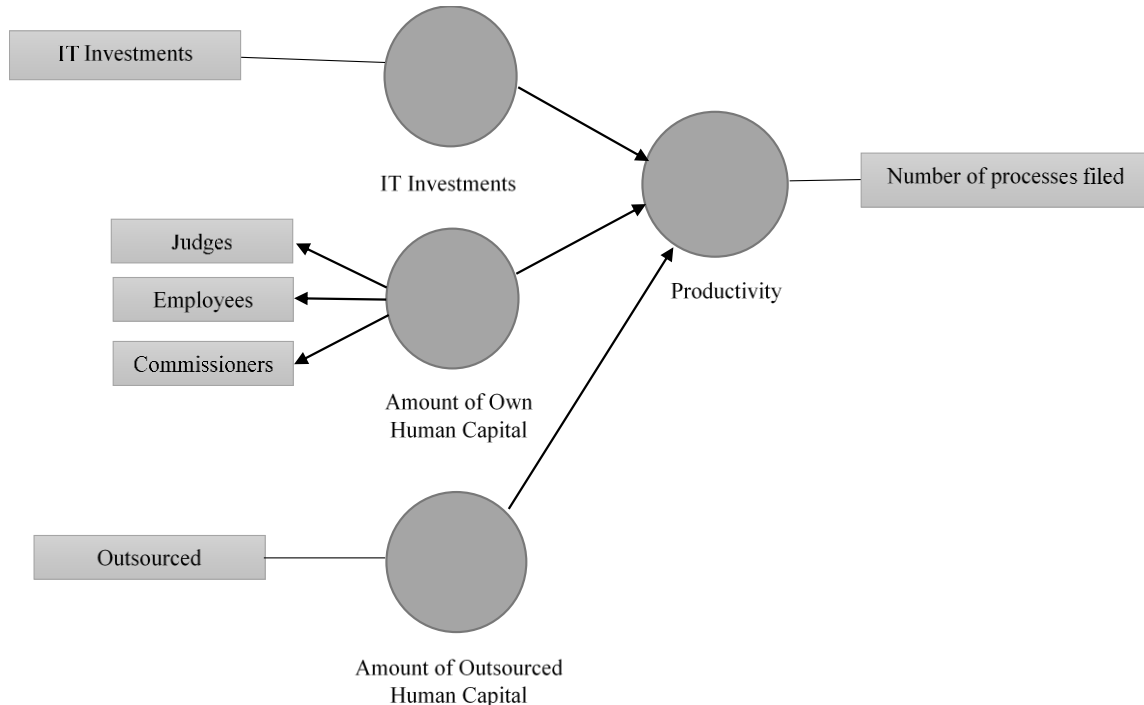 IT Investments
IT Investments
Number of processes filed
Judges
Employees
Commissioners
Productivity
Amount of Own
Human Capital
Outsourced
Amount of Outsourced
Human Capital